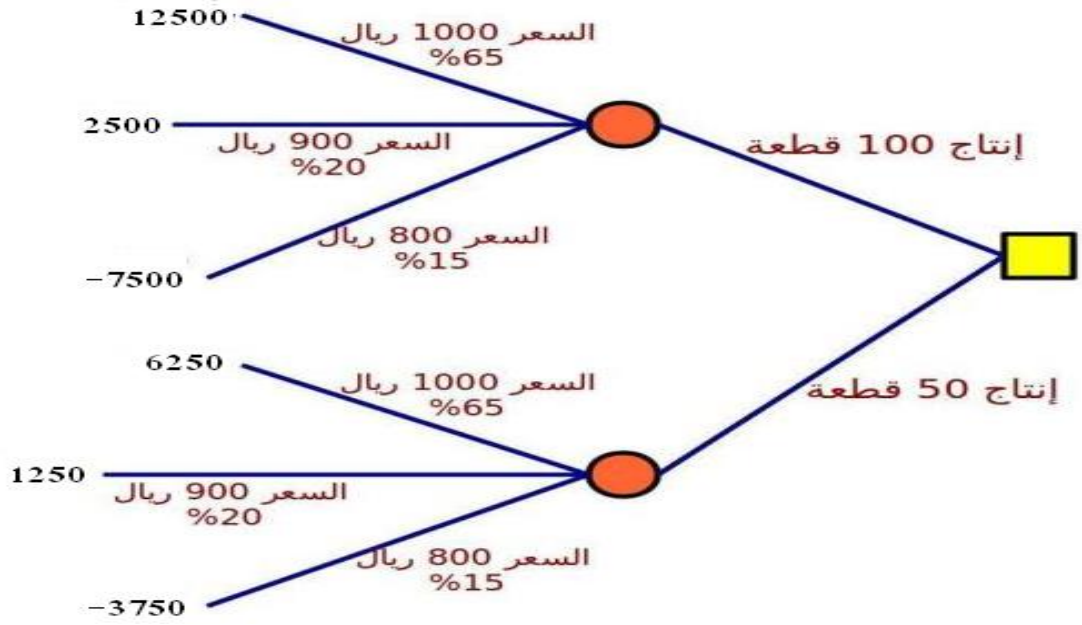 12500
السعر 1000 ريال
%65
إنتاج 100 قطعة
2500
السعر 900 ريال
%20
السعر 800 ريال
%15
−7500
6250
السعر 1000 ريال
%65
إنتاج 50 قطعة
1250
السعر 900 ريال
%20
السعر 800 ريال
%15
−3750